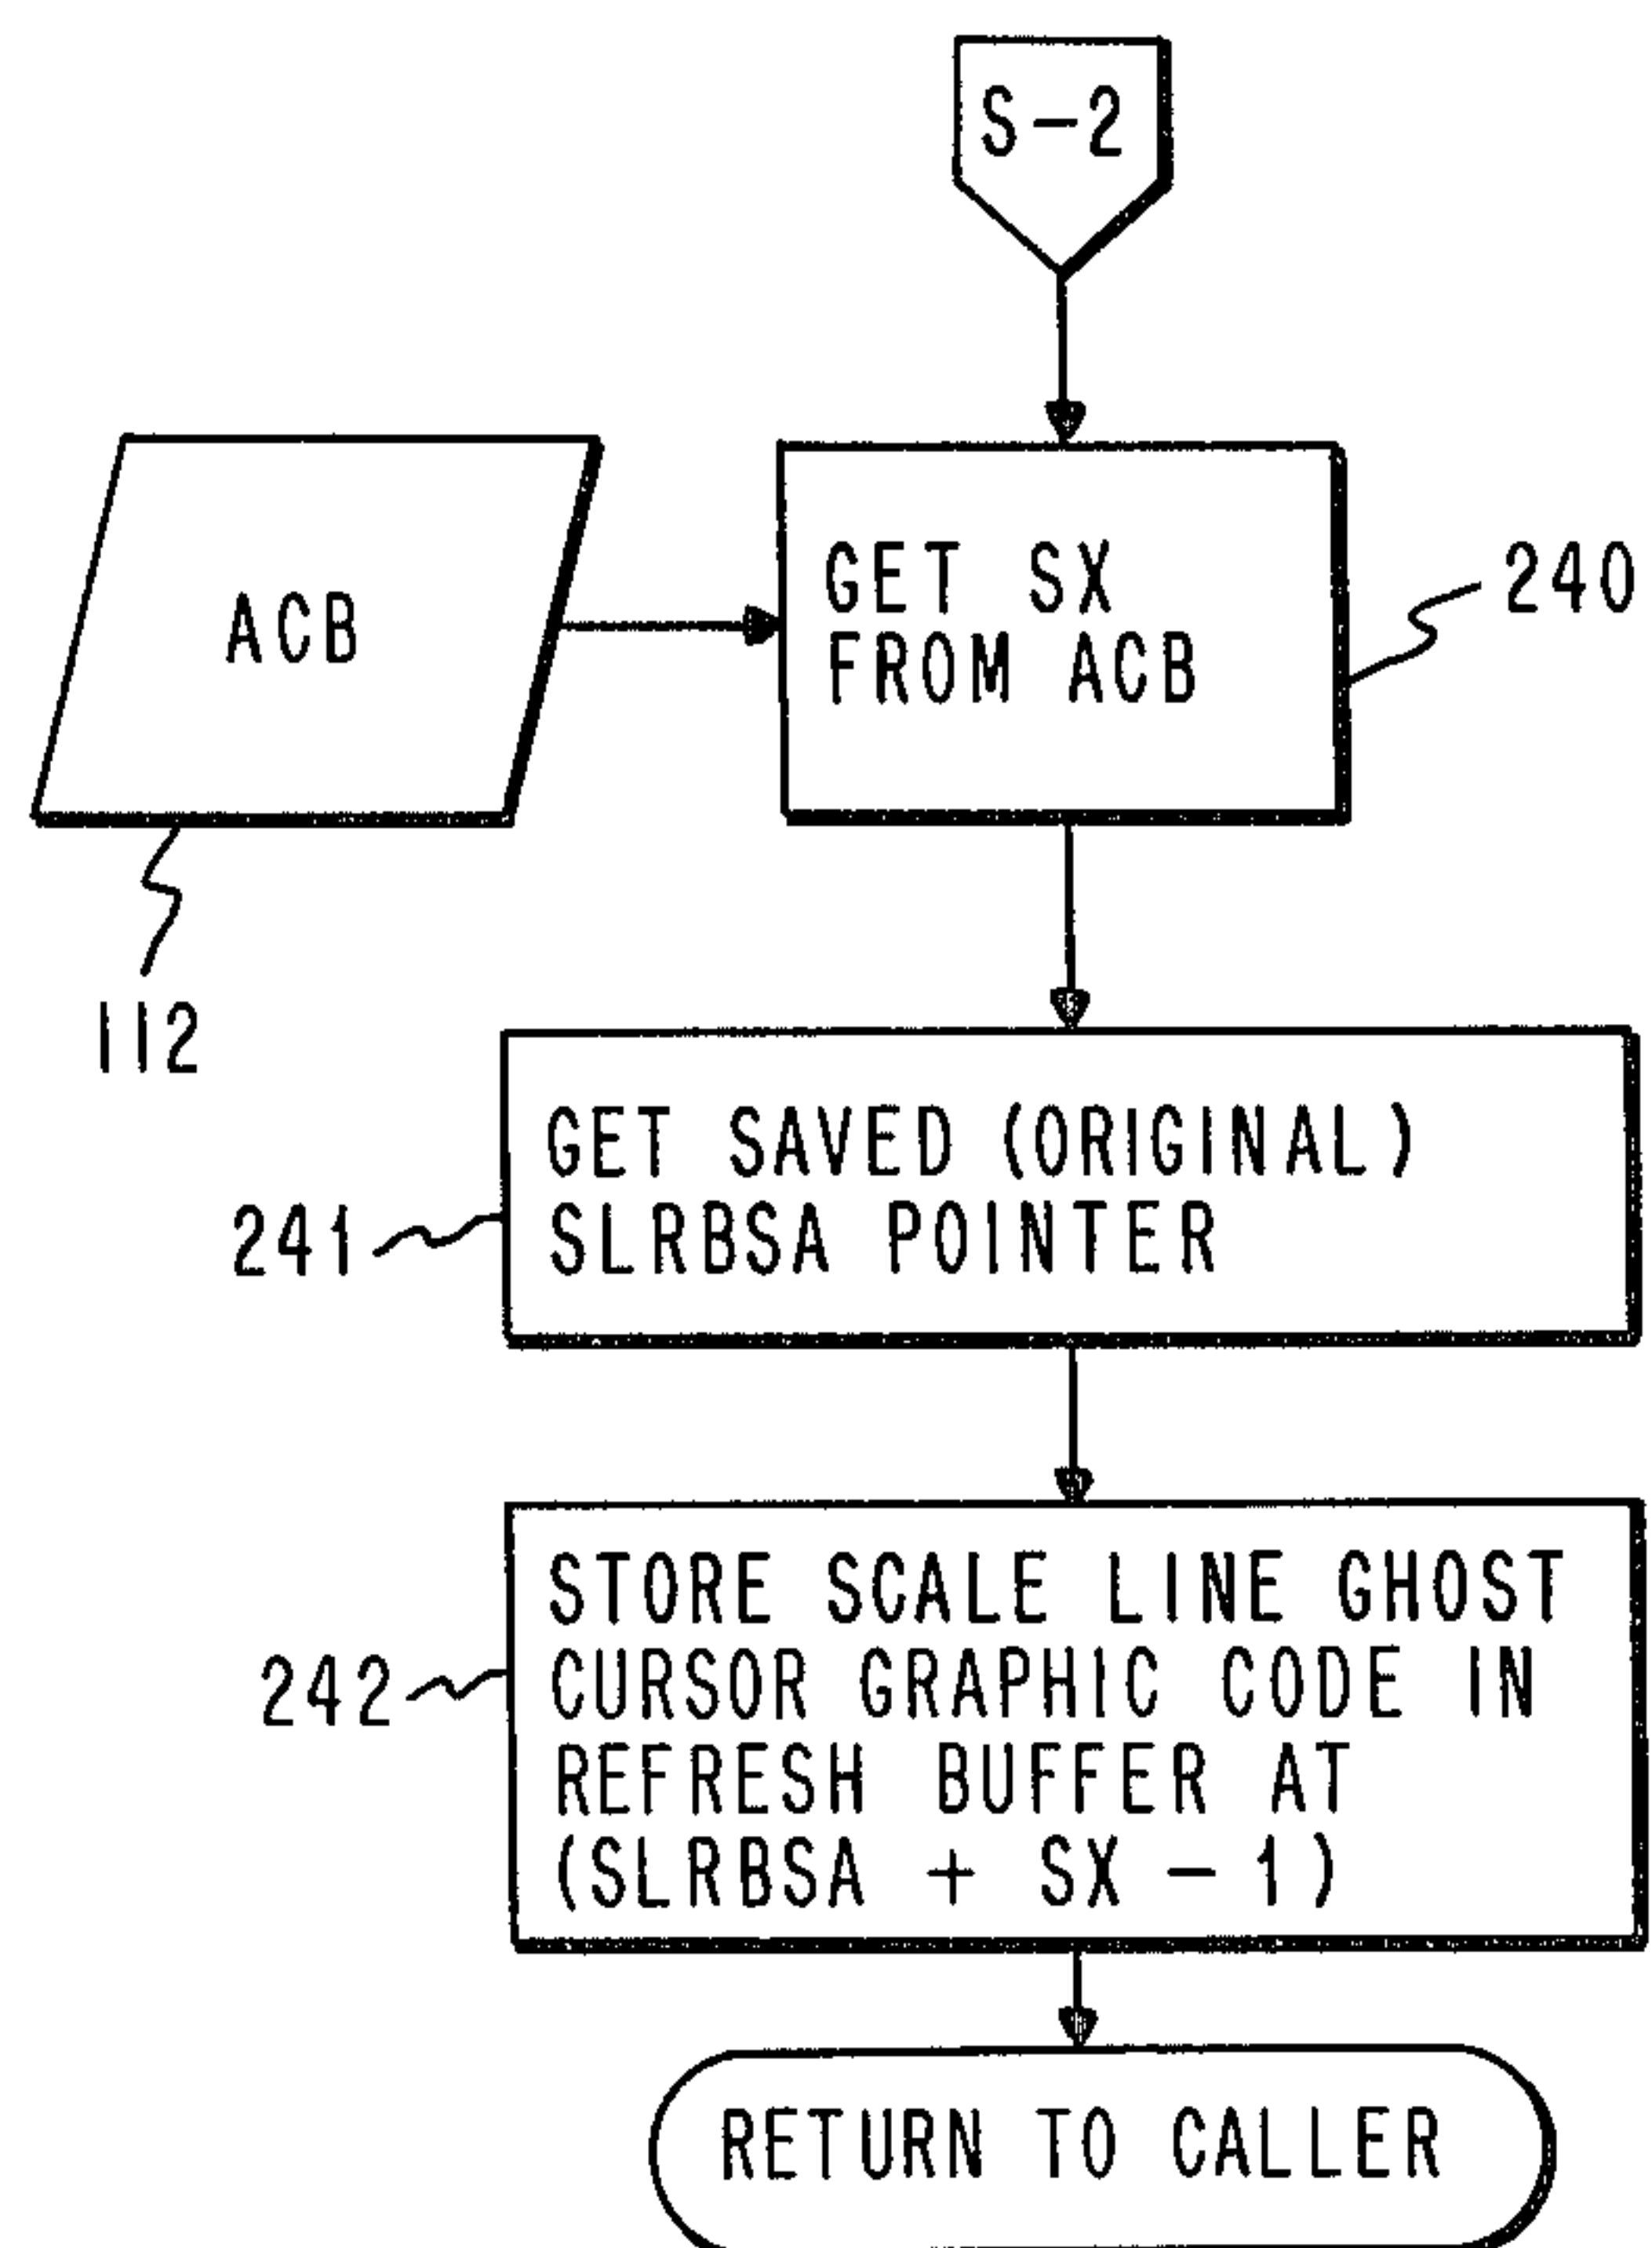 S-2
ACB
GET SX
FROM ACB
240
112
GET SAVED (ORIGINAL)
SLRBSA POINTER
241
STORE SCALE LINE GHOST
CURSOR GRAPHIC CODE IN
REFRESH BUFFER AT
(SLRBSA + SX - 1)
242
RETURN TO CALLER